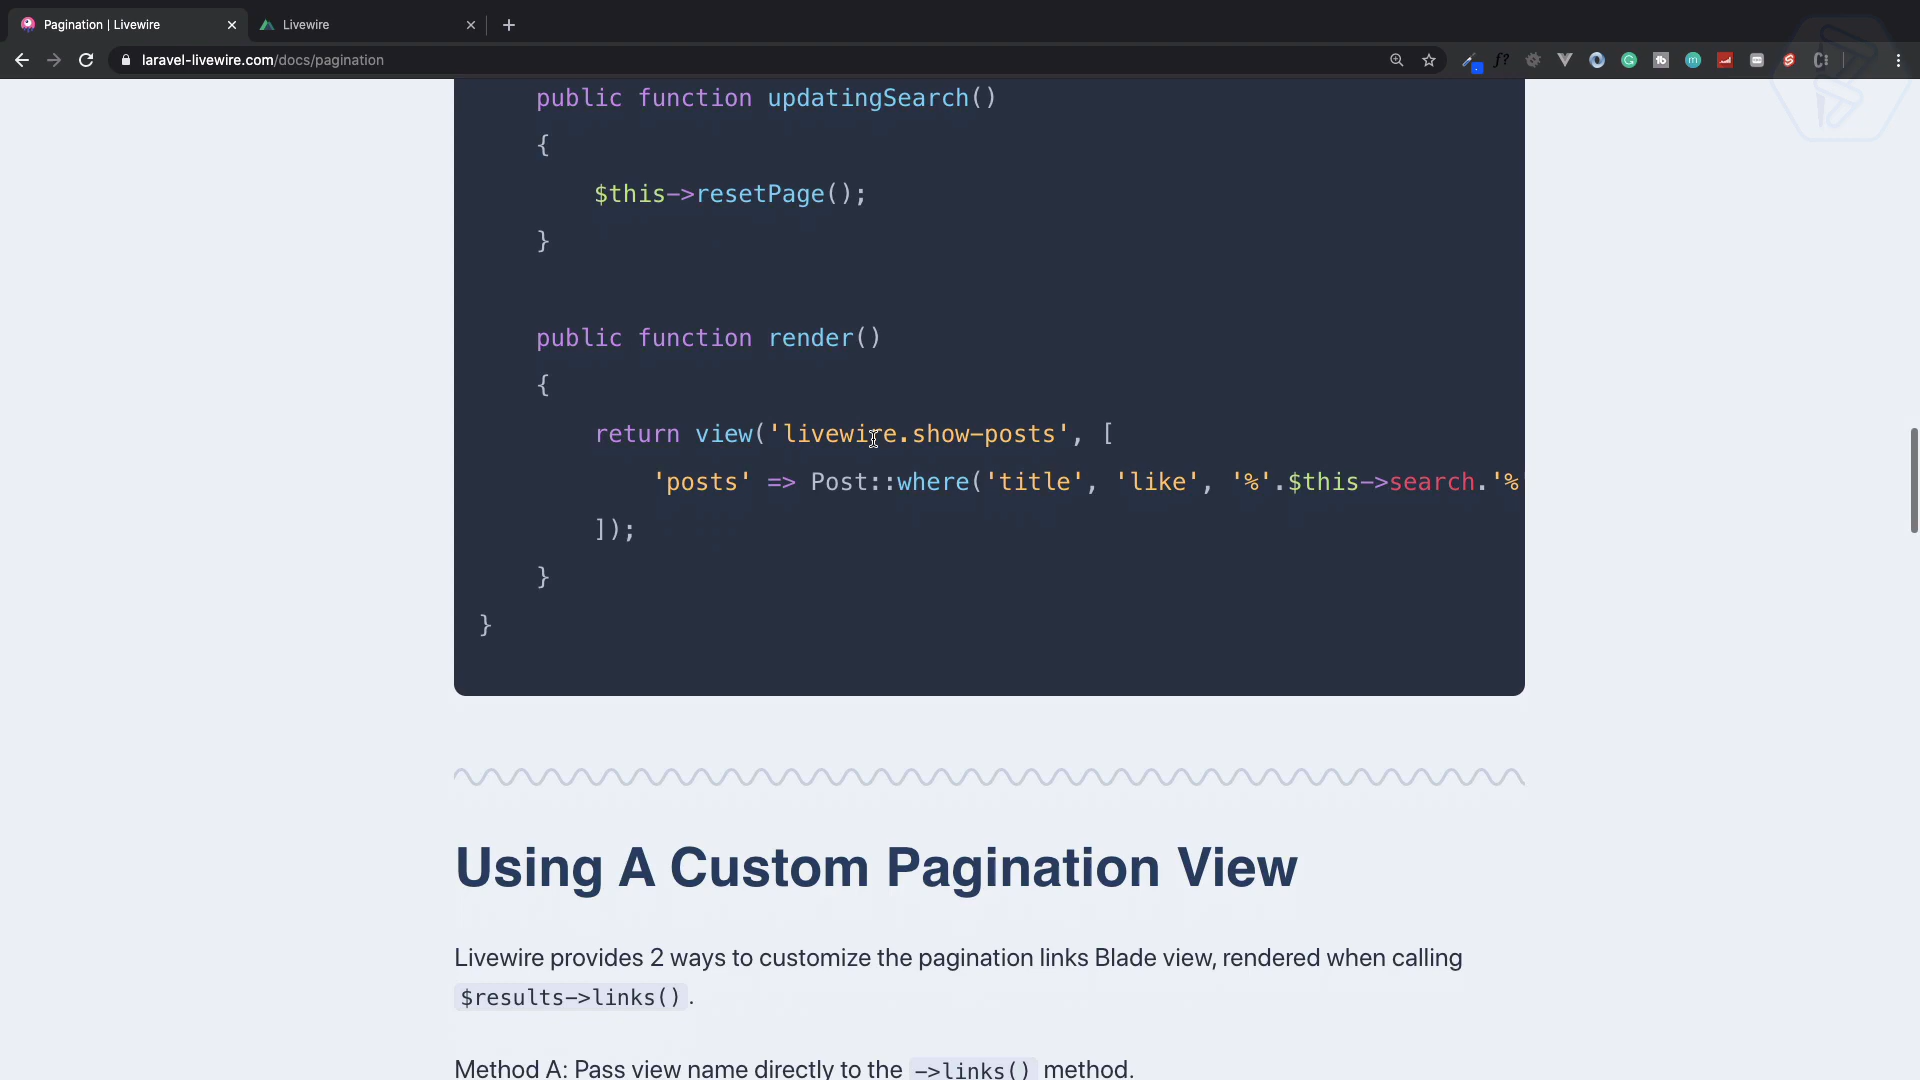 Pagination | Livewire
Livewire
laravel-livewire.com/docs/pagination
public function updatingSearch()
{
$this->resetPage();
}
public function render()
{
return view('livewire.show-posts', [
'posts' => Post::where('title', 'like', '%'.$this->search.'%
]);
}
}
Using A Custom Pagination View
Livewire provides 2 ways to customize the pagination links Blade view, rendered when calling
$results->links().
Method A: Pass view name directly to the ->links() method.